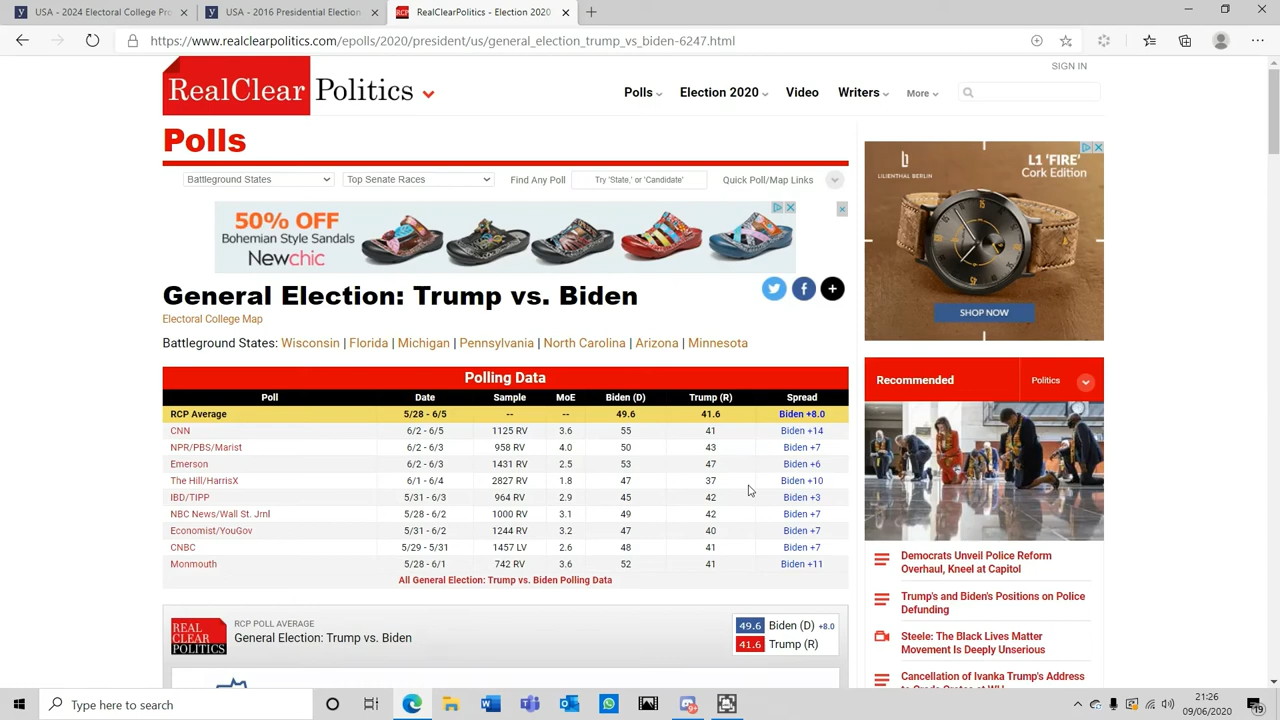 USA - 2024 Electoral College Pro
USA - 2016 Presidential Election
RealClearPolitics - Election 2020
https://www.realclearpolitics.com/epolls/2020/president/us/general_election_trump_vs_biden-6247.html
SIGN IN
RealClear Politics
Polls
Election 2020
Video
Writers
More
Polls
Battleground States
Top Senate Races
Find Any Poll
Try 'State,' or 'Candidate'
Quick Poll/Map Links
50% OFF
Bohemian Style Sandals
Newchic
LILIENTHAL BERLIN
L1 'FIRE'
Cork Edition
SHOP NOW
General Election: Trump vs. Biden
Electoral College Map
Battleground States: Wisconsin | Florida | Michigan | Pennsylvania | North Carolina | Arizona | Minnesota
Polling Data
Poll Date Sample MoE Biden (D) Trump (R) Spread
RCP Average 5/28 - 6/5 -- -- 49.6 41.6 Biden +8.0
CNN 6/2 - 6/5 1125 RV 3.6 55 41 Biden +14
NPR/PBS/Marist 6/2 - 6/3 958 RV 4.0 50 43 Biden +7
Emerson 6/2 - 6/3 1431 RV 2.5 53 47 Biden +6
The Hill/HarrisX 6/1 - 6/4 2827 RV 1.8 47 37 Biden +10
IBD/TIPP 5/31 - 6/3 964 RV 2.9 45 42 Biden +3
NBC News/Wall St. Jrnl 5/28 - 6/2 1000 RV 3.1 49 42 Biden +7
Economist/YouGov 5/31 - 6/2 1244 RV 3.2 47 40 Biden +7
CNBC 5/29 - 5/31 1457 LV 2.6 48 41 Biden +7
Monmouth 5/28 - 6/1 742 RV 3.6 52 41 Biden +11
All General Election: Trump vs. Biden Polling Data
REAL
CLEAR
POLITICS
RCP POLL AVERAGE
General Election: Trump vs. Biden
49.6 Biden (D) +8.0
41.6 Trump (R)
Recommended
Politics
Democrats Unveil Police Reform
Overhaul, Kneel at Capitol
Trump's and Biden's Positions on Police
Defunding
Steele: The Black Lives Matter
Movement Is Deeply Unserious
Cancellation of Ivanka Trump's Address
Type here to search
21:26
09/06/2020
19